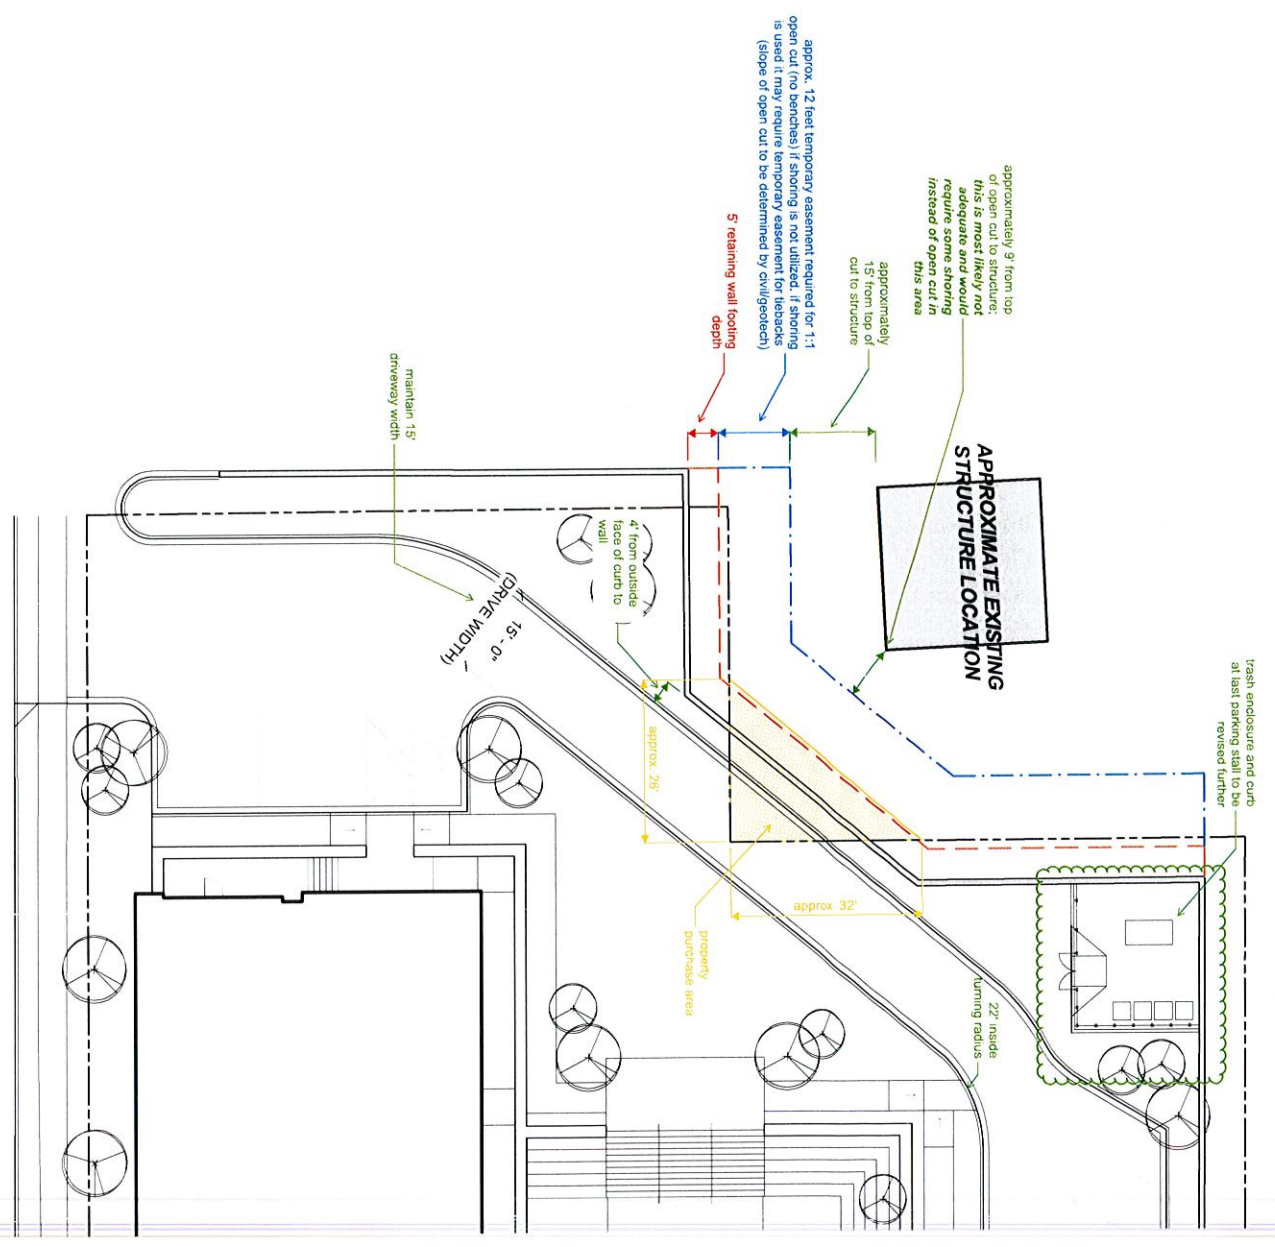 approximately 9' from top
of open cut to structure;
this is most likely not
adequate and would
require some shoring
instead of open cut in
this area
approximately
15' from top of
cut to structure
approx. 12 feet temporary easement required for 1:1
open cut (no benches) if shoring is not utilized. if shoring
is used it may require temporary easement for tiebacks
(slope of open cut to be determined by civil/geotech)
5' retaining wall footing
depth
maintain 15'
driveway width
APPROXIMATE EXISTING
STRUCTURE LOCATION
4' from outside
face of curb to
wall
15' - 0"
(DRIVE WIDTH)
trash enclosure and curb
at last parking stall to be
revised further
approx. 26'
approx. 32'
property
purchase area
22' inside
turning radius